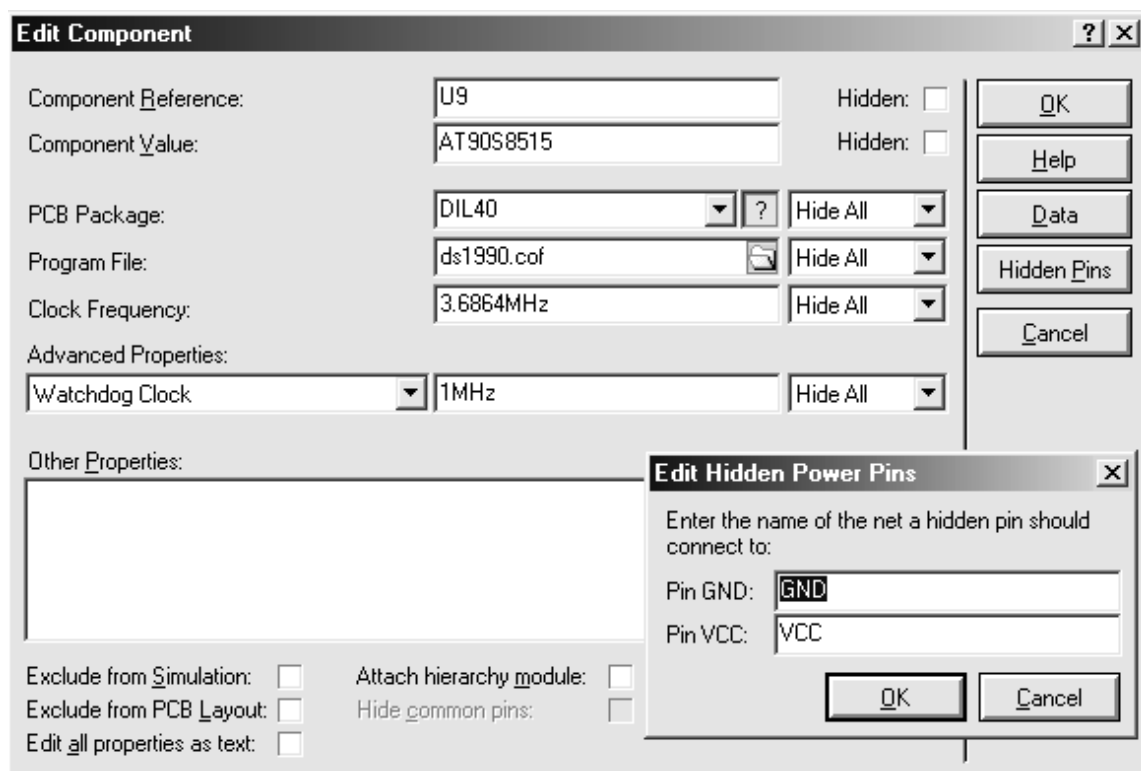 Edit Component
Component Reference: U9 Hidden: OK
Component Value: AT90S8515 Hidden: Help
PCB Package: DIL40 ? Hide All Data
Program File: ds1990.cof Hide All Hidden Pins
Clock Frequency: 3.6864MHz Hide All Cancel
Advanced Properties:
Watchdog Clock 1MHz Hide All
Other Properties:
Edit Hidden Power Pins
Enter the name of the net a hidden pin should
connect to:
Pin GND: GND
Pin VCC: VCC
OK Cancel
Exclude from Simulation: Attach hierarchy module:
Exclude from PCB Layout: Hide common pins:
Edit all properties as text: